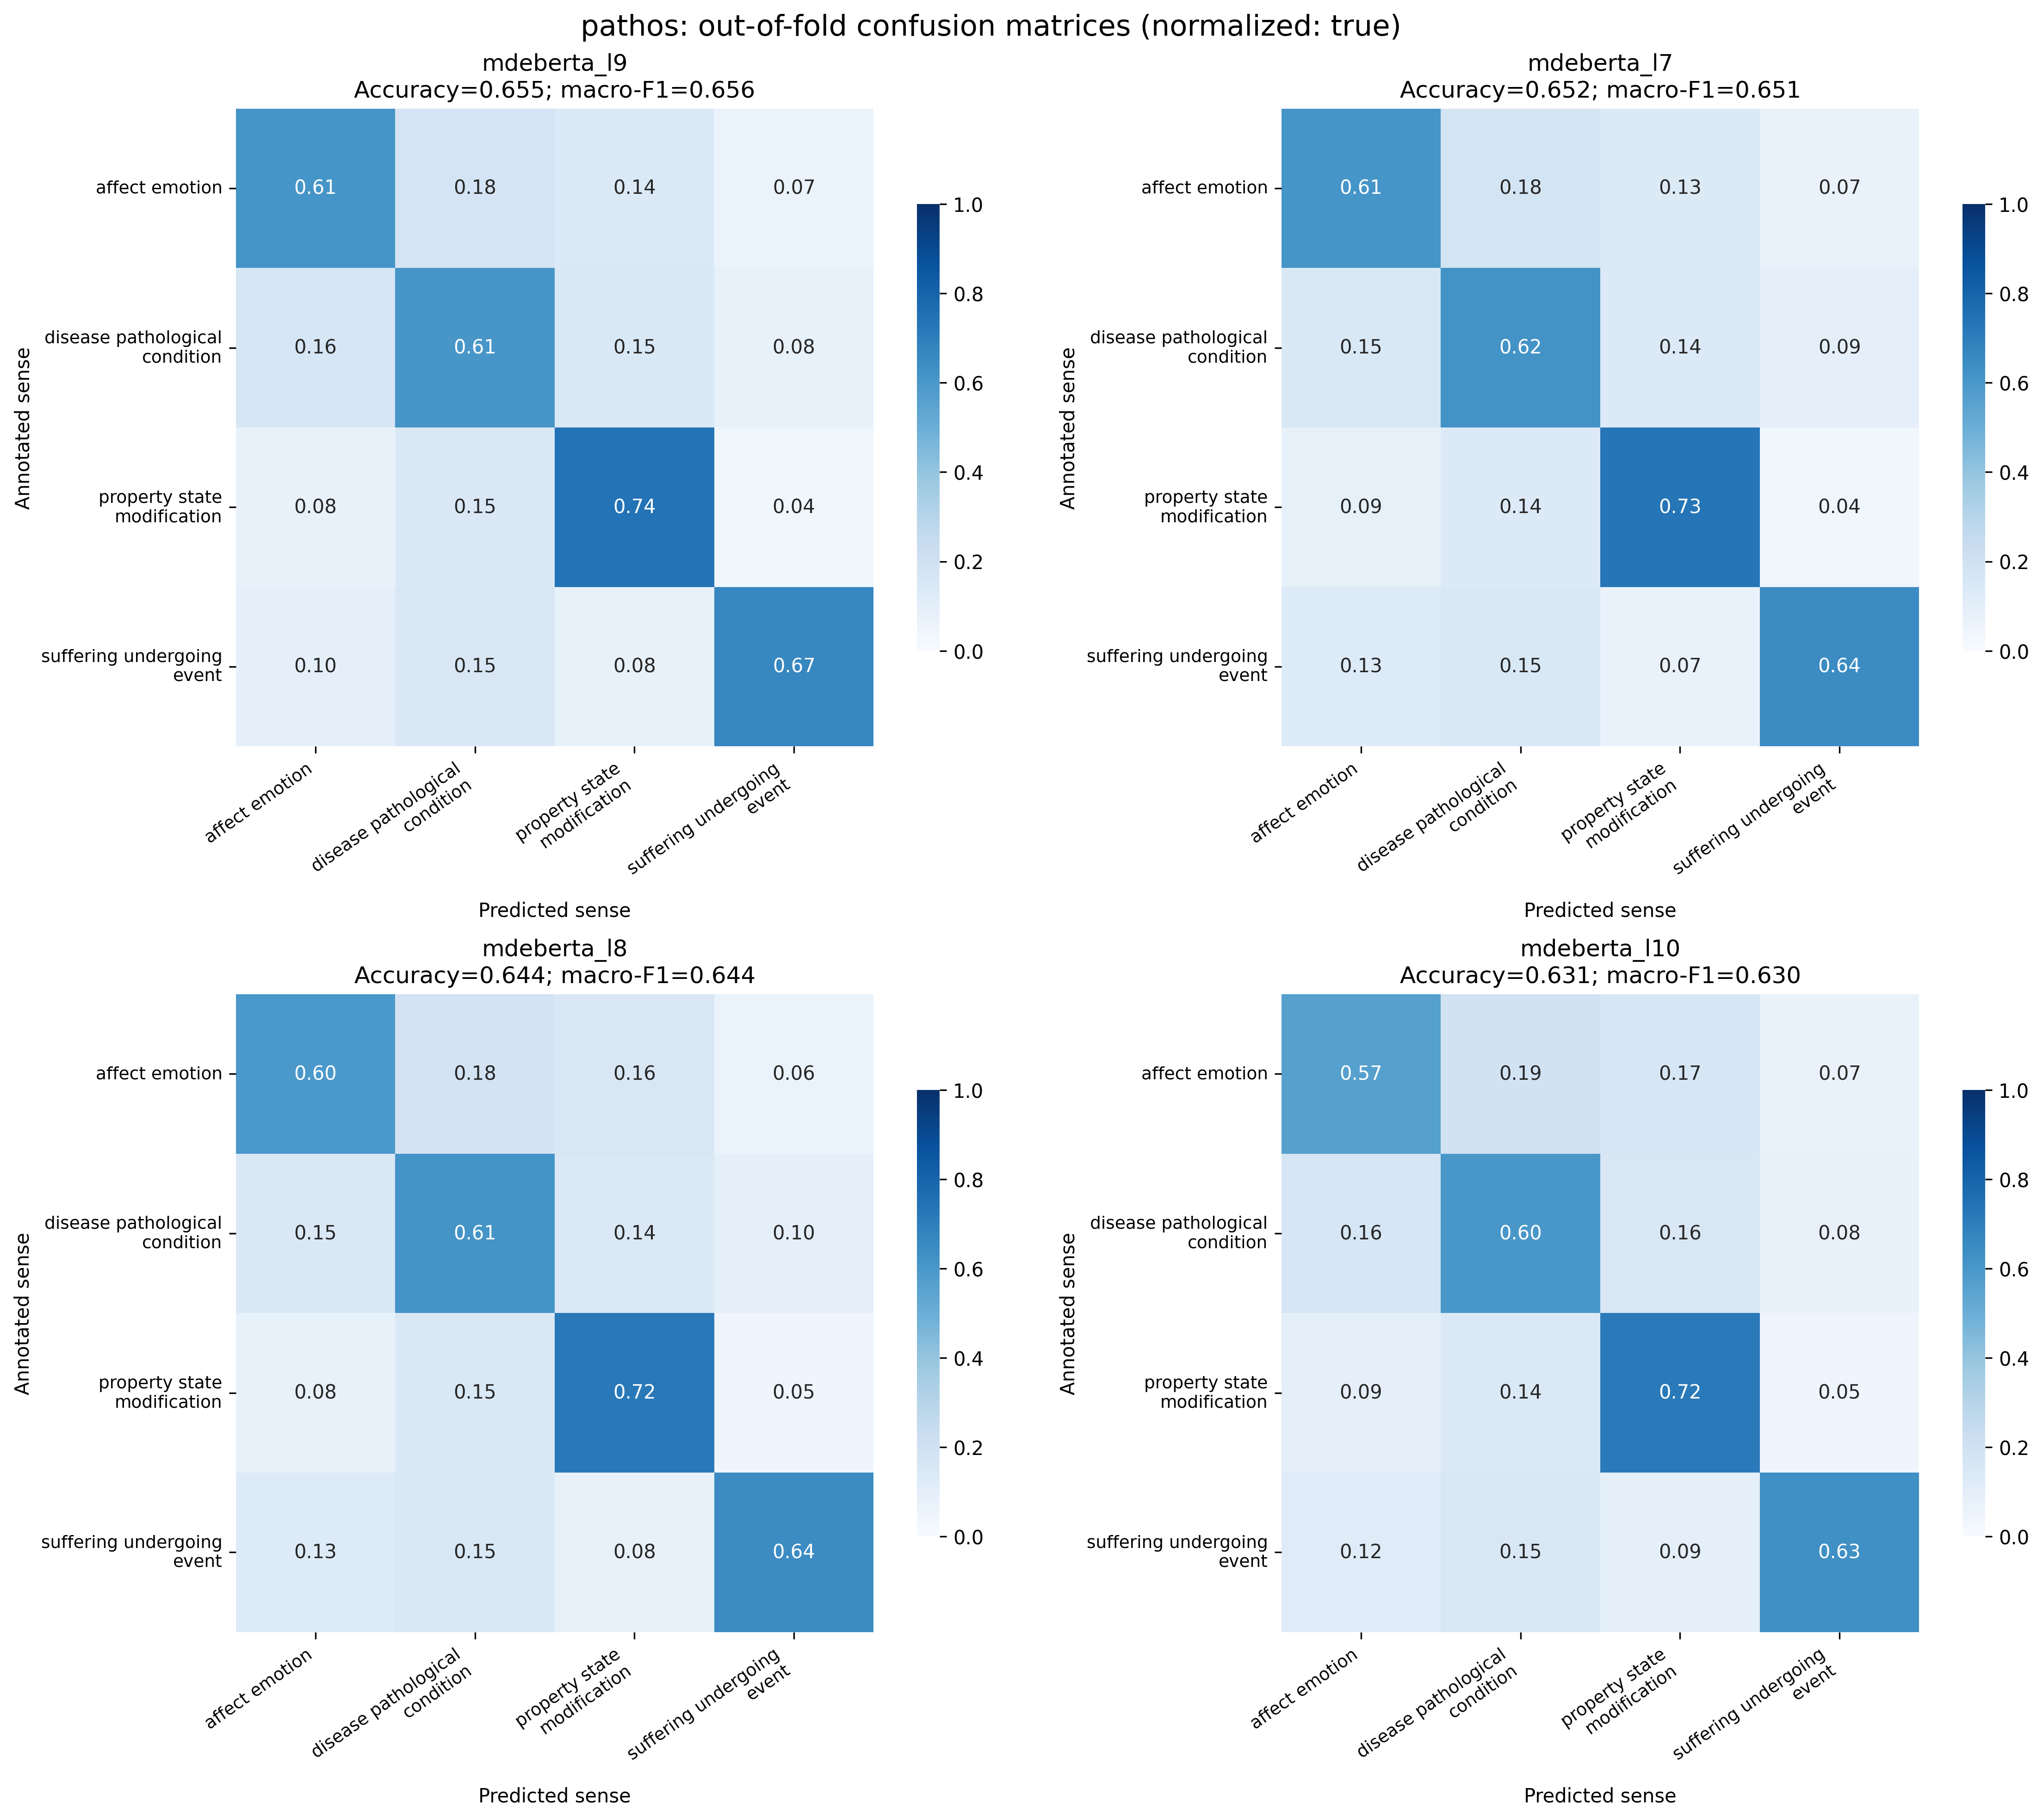 pathos: out-of-fold confusion matrices (normalized: true)
mdeberta_l9
Accuracy=0.655; macro-F1=0.656
Annotated sense
affect emotion
0.61 0.18 0.14 0.07
disease pathological
condition
0.16 0.61 0.15 0.08
property state
modification
0.08 0.15 0.74 0.04
suffering undergoing
event
0.10 0.15 0.08 0.67
affect emotion
disease pathological
condition
property state
modification
suffering undergoing
event
Predicted sense
1.0
0.8
0.6
0.4
0.2
0.0
mdeberta_l7
Accuracy=0.652; macro-F1=0.651
Annotated sense
affect emotion
0.61 0.18 0.13 0.07
disease pathological
condition
0.15 0.62 0.14 0.09
property state
modification
0.09 0.14 0.73 0.04
suffering undergoing
event
0.13 0.15 0.07 0.64
affect emotion
disease pathological
condition
property state
modification
suffering undergoing
event
Predicted sense
1.0
0.8
0.6
0.4
0.2
0.0
mdeberta_l8
Accuracy=0.644; macro-F1=0.644
Annotated sense
affect emotion
0.60 0.18 0.16 0.06
disease pathological
condition
0.15 0.61 0.14 0.10
property state
modification
0.08 0.15 0.72 0.05
suffering undergoing
event
0.13 0.15 0.08 0.64
affect emotion
disease pathological
condition
property state
modification
suffering undergoing
event
Predicted sense
1.0
0.8
0.6
0.4
0.2
0.0
mdeberta_l10
Accuracy=0.631; macro-F1=0.630
Annotated sense
affect emotion
0.57 0.19 0.17 0.07
disease pathological
condition
0.16 0.60 0.16 0.08
property state
modification
0.09 0.14 0.72 0.05
suffering undergoing
event
0.12 0.15 0.09 0.63
affect emotion
disease pathological
condition
property state
modification
suffering undergoing
event
Predicted sense
1.0
0.8
0.6
0.4
0.2
0.0